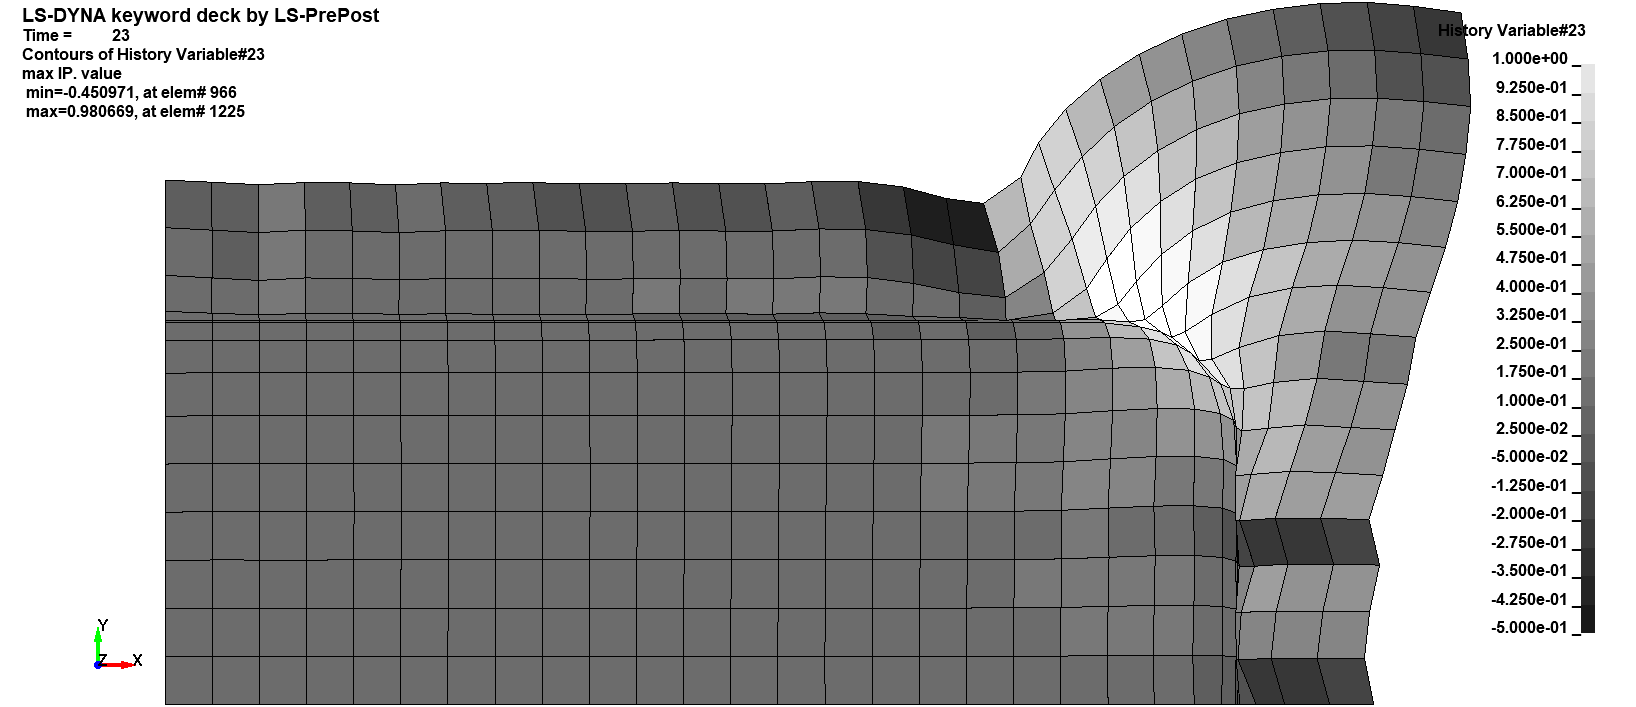 LS-DYNA keyword deck by LS-PrePost
Time = 23
Contours of History Variable#23
max IP. value
min=-0.450971, at elem# 966
max=0.980669, at elem# 1225
History Variable#23
1.000e+00
9.250e-01
8.500e-01
7.750e-01
7.000e-01
6.250e-01
5.500e-01
4.750e-01
4.000e-01
3.250e-01
2.500e-01
1.750e-01
1.000e-01
2.500e-02
-5.000e-02
-1.250e-01
-2.000e-01
-2.750e-01
-3.500e-01
-4.250e-01
-5.000e-01
Y
Z X